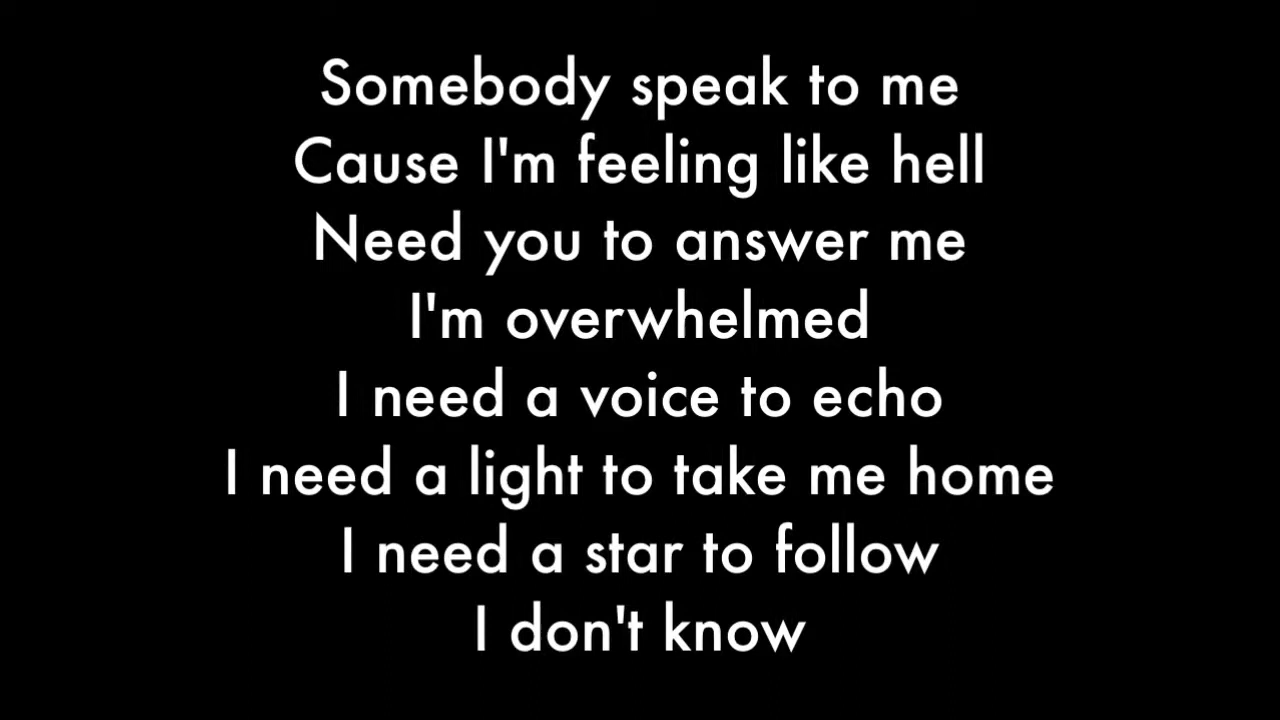 Somebody speak to me
Cause I'm feeling like hell
Need you to answer me
I'm overwhelmed
I need a voice to echo
I need a light to take me home
I need a star to follow
I don't know